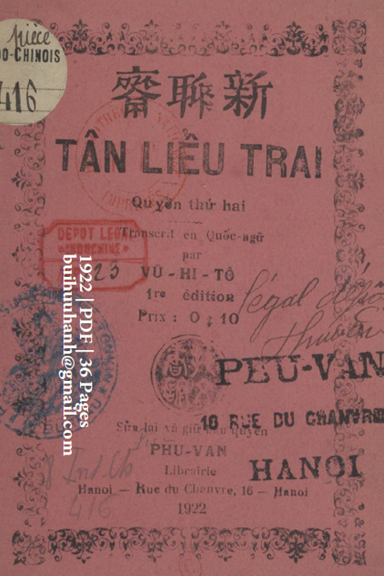 pièce
DO-CHINOIS
416
齋聊新
TÂN LIÊU TRAI
Quyển thứ hai
Transcrit en Quốc-ngữ
par
VŨ-HI-TÔ
1re édition
Prix : 0 $ 10
DEPOT LEGAL
INDOCHINE
légal
1922 | PDF | 36 Pages
buihuuhanh@gmail.com
PHU-VAN
16 RUE DU CHANVRE
HANOI
Sửa lại và giữ bản quyền
PHU-VAN
Librairie
Hanoi — Rue du Chanvre, 16 — Hanoi
1922
416